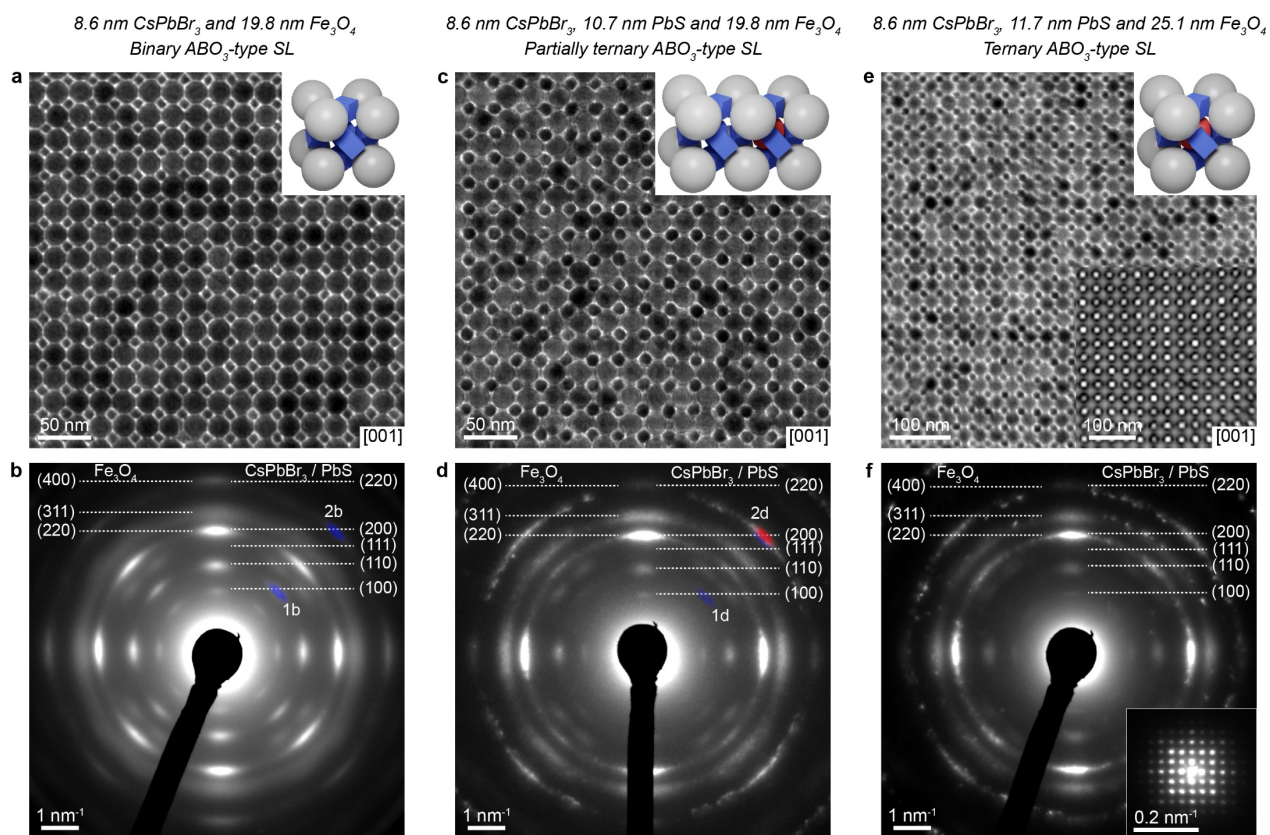 8.6 nm CsPbBr₃ and 19.8 nm Fe₃O₄
Binary ABO₃-type SL
8.6 nm CsPbBr₃, 10.7 nm PbS and 19.8 nm Fe₃O₄
Partially ternary ABO₃-type SL
8.6 nm CsPbBr₃, 11.7 nm PbS and 25.1 nm Fe₃O₄
Ternary ABO₃-type SL
a
50 nm
[001]
c
50 nm
[001]
e
100 nm
100 nm
[001]
b
Fe₃O₄
CsPbBr₃ / PbS
(400)
(220)
(311)
2b
(220)
(200)
(111)
(110)
(100)
1b
1 nm⁻¹
d
Fe₃O₄
CsPbBr₃ / PbS
(400)
(220)
(311)
2d
(220)
(200)
(111)
(110)
(100)
1d
1 nm⁻¹
f
Fe₃O₄
CsPbBr₃ / PbS
(400)
(220)
(311)
(220)
(200)
(111)
(110)
(100)
1 nm⁻¹
0.2 nm⁻¹